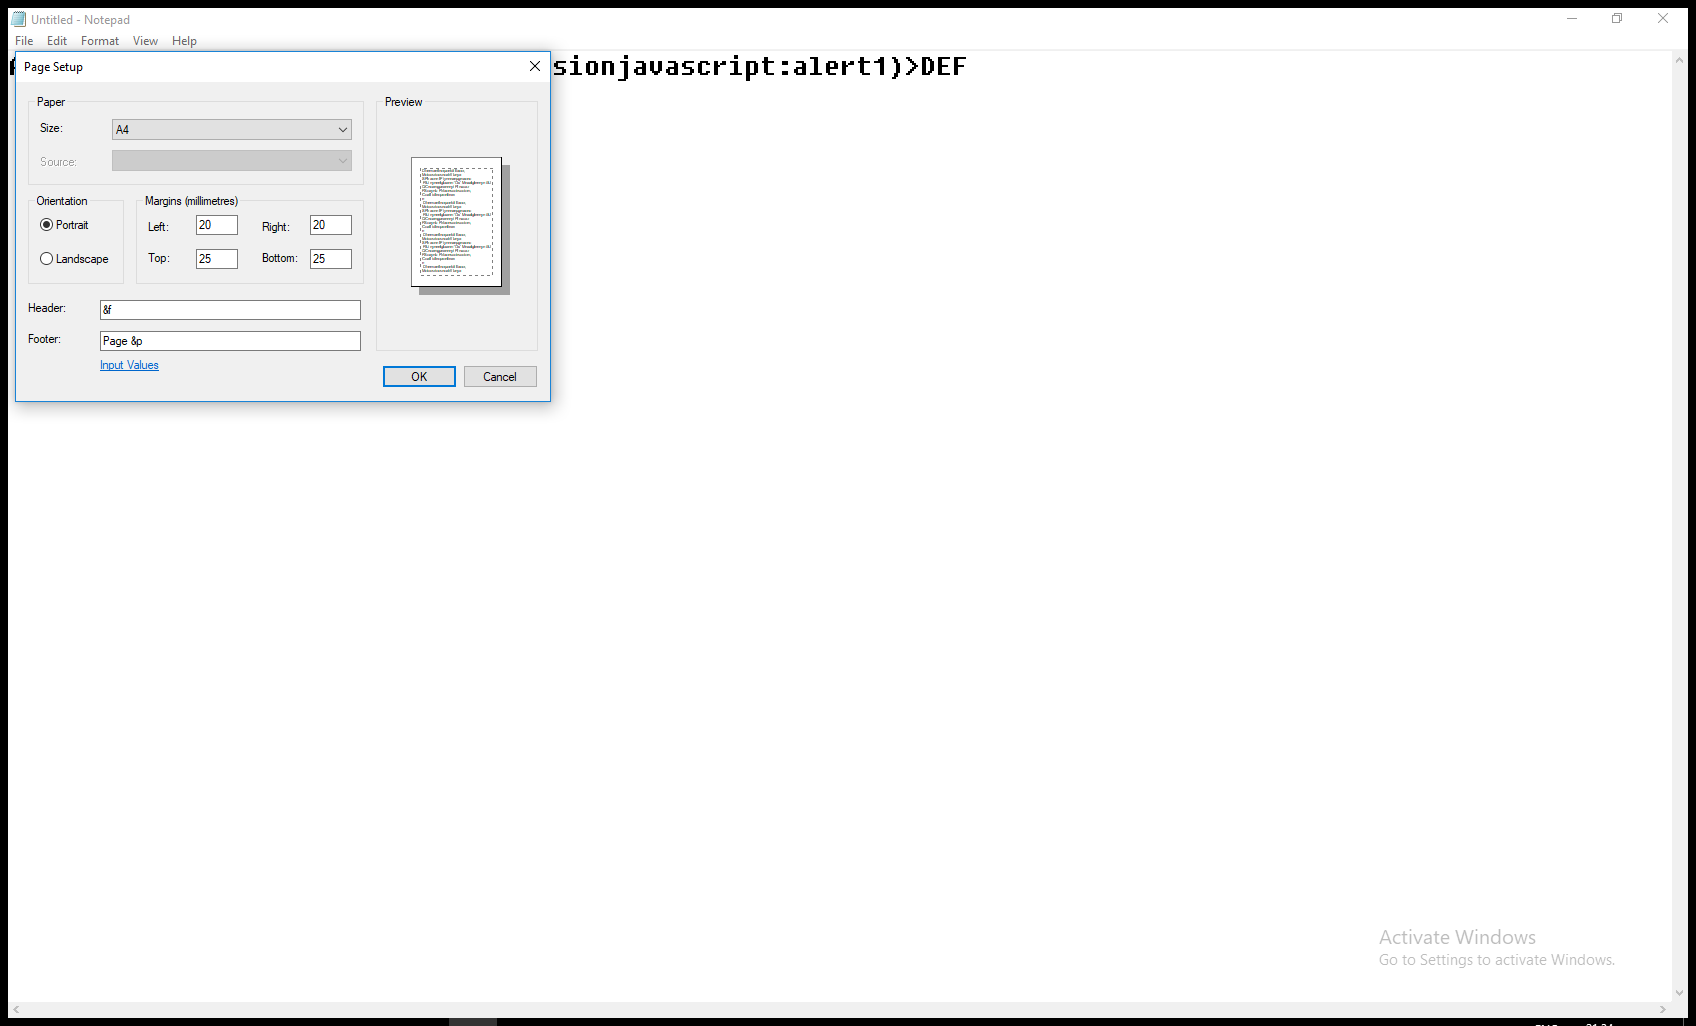 Untitled - Notepad
File Edit Format View Help
sionjavascript:alert1)>DEF
Page Setup
Paper
Size: A4
Source:
Orientation
Portrait
Landscape
Margins (millimetres)
Left: 20 Right: 20
Top: 25 Bottom: 25
Header: &f
Footer: Page &p
Input Values
Preview
OK Cancel
Activate Windows
Go to Settings to activate Windows.